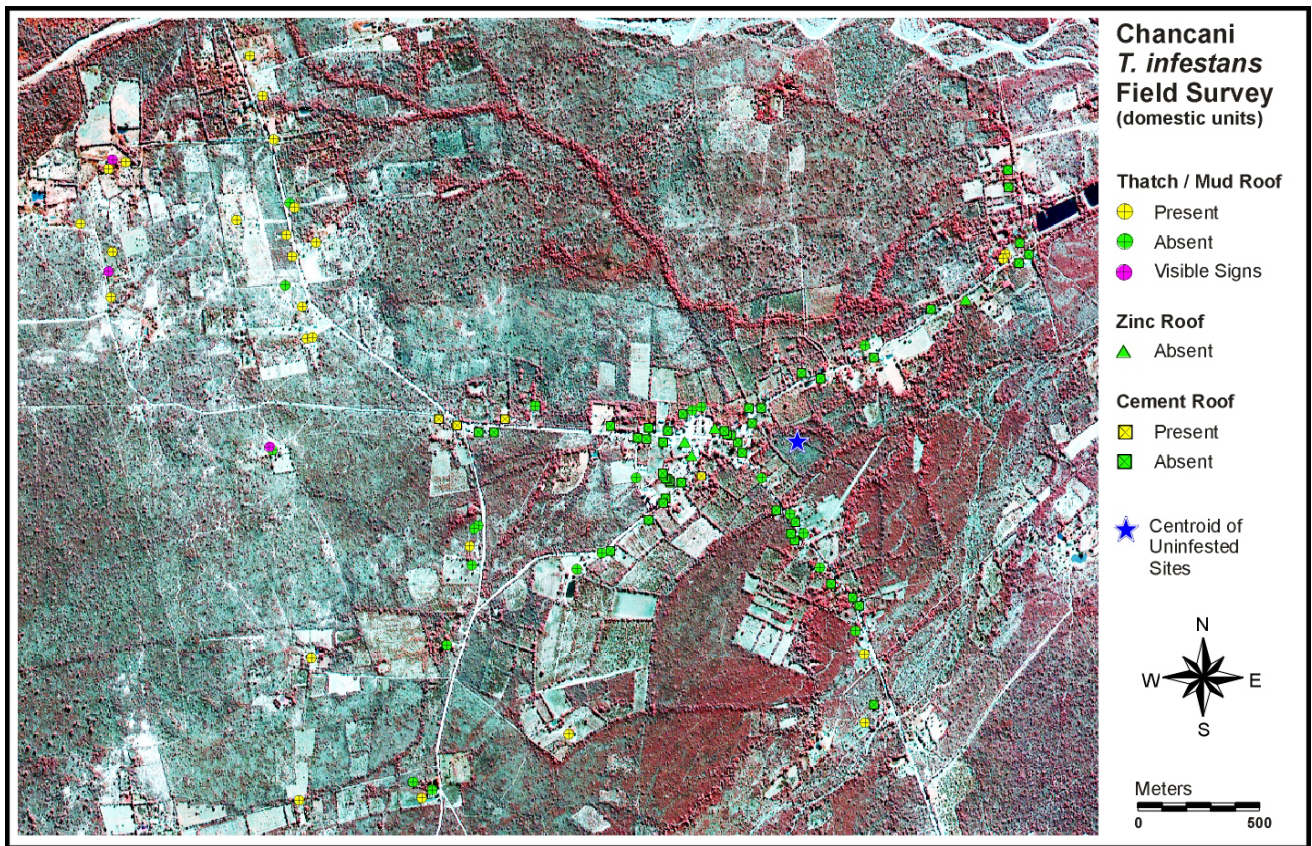 Chancani
T. infestans
Field Survey
(domestic units)
Thatch / Mud Roof
Present
Absent
Visible Signs
Zinc Roof
Absent
Cement Roof
Present
Absent
Centroid of
Uninfested
Sites
N
W E
S
Meters
0 500